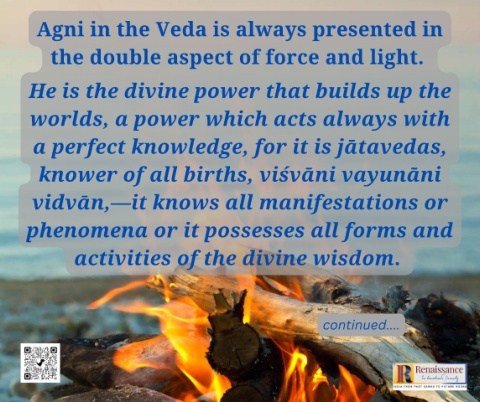 Agni in the Veda is always presented in
the double aspect of force and light.
He is the divine power that builds up the
worlds, a power which acts always with
a perfect knowledge, for it is jātavedas,
knower of all births, viśvāni vayunāni
vidvān,—it knows all manifestations or
phenomena or it possesses all forms and
activities of the divine wisdom.
continued....
Renaissance